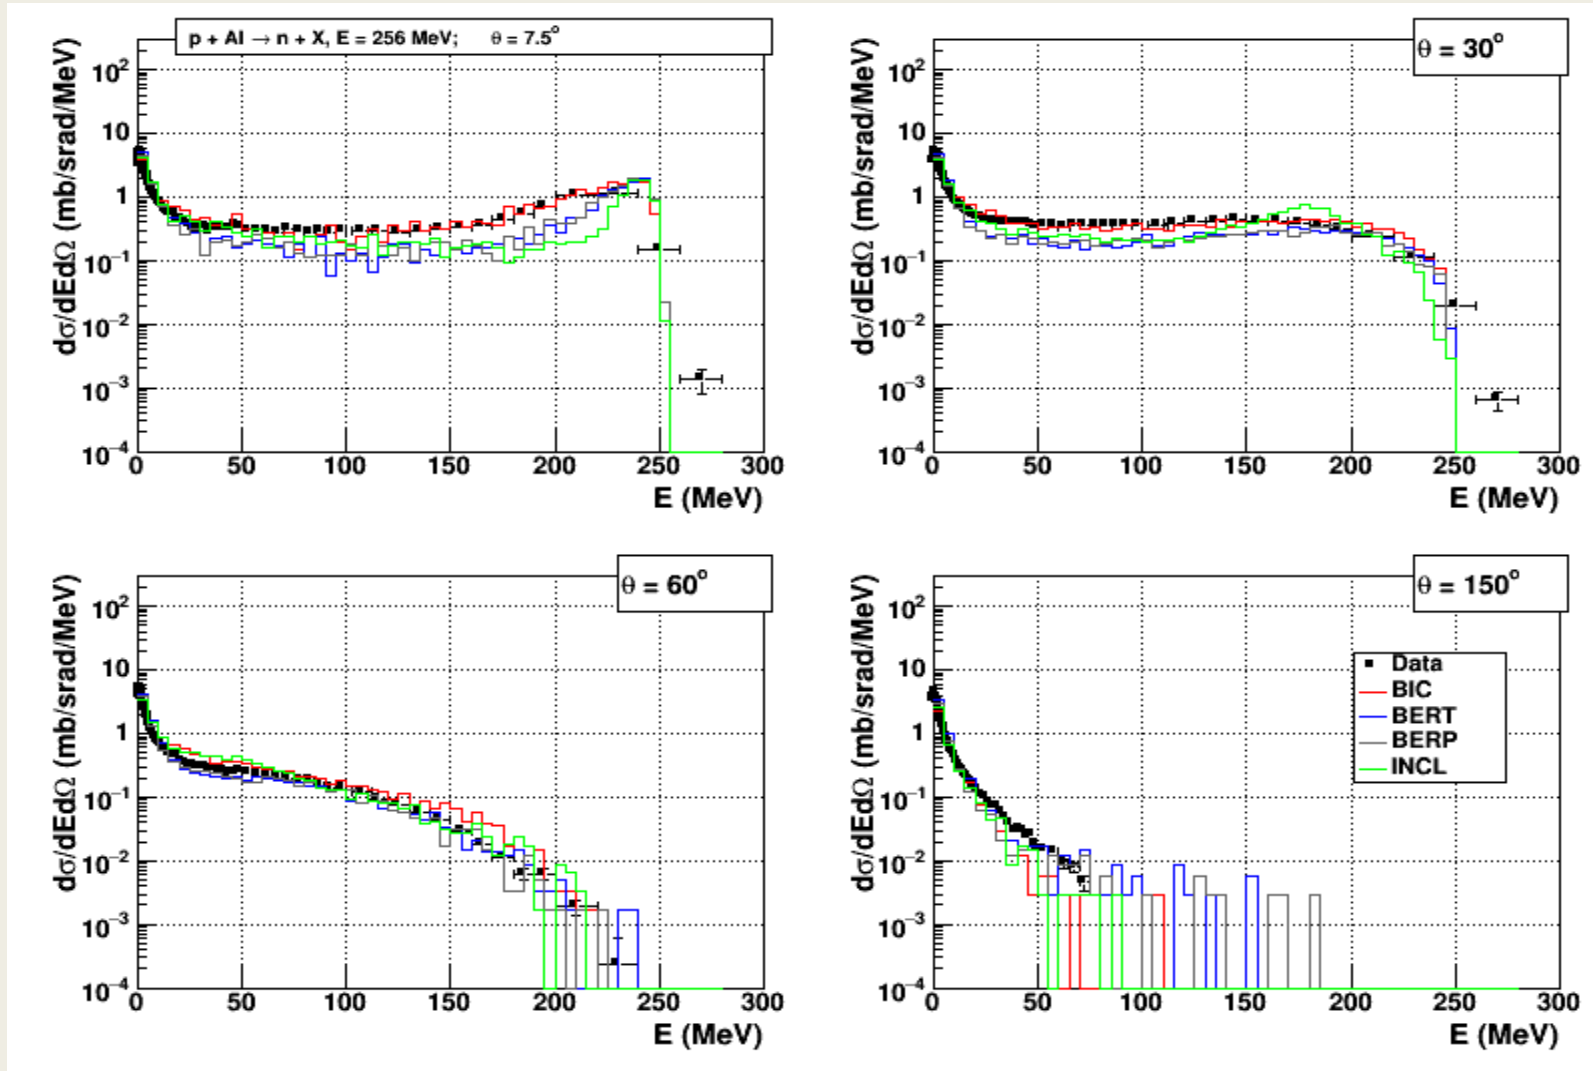 p + Al → n + X, E = 256 MeV; θ = 7.5°
dσ/dEdΩ (mb/srad/MeV)
10²
10
1
10⁻¹
10⁻²
10⁻³
10⁻⁴
0 50 100 150 200 250 300
E (MeV)
θ = 30°
dσ/dEdΩ (mb/srad/MeV)
10²
10
1
10⁻¹
10⁻²
10⁻³
10⁻⁴
0 50 100 150 200 250 300
E (MeV)
θ = 60°
dσ/dEdΩ (mb/srad/MeV)
10²
10
1
10⁻¹
10⁻²
10⁻³
10⁻⁴
0 50 100 150 200 250 300
E (MeV)
θ = 150°
dσ/dEdΩ (mb/srad/MeV)
10²
10
1
10⁻¹
10⁻²
10⁻³
10⁻⁴
0 50 100 150 200 250 300
E (MeV)
Data
BIC
BERT
BERP
INCL